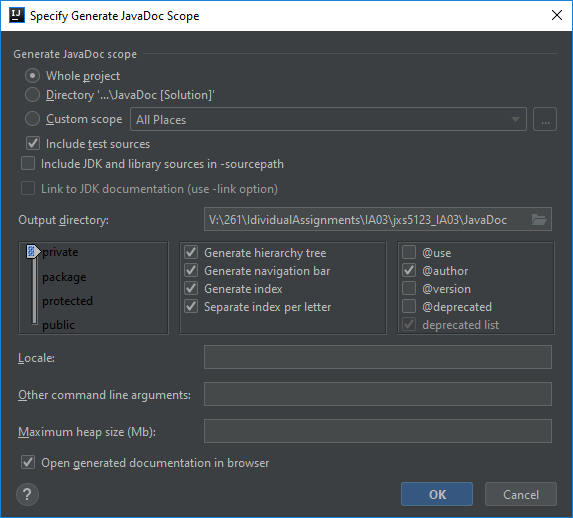 IJ
Specify Generate JavaDoc Scope
Generate JavaDoc scope
Whole project
Directory '...\JavaDoc [Solution]'
Custom scope All Places ...
Include test sources
Include JDK and library sources in -sourcepath
Link to JDK documentation (use -link option)
Output directory: V:\261\IdividualAssignments\IA03\jxs5123_IA03\JavaDoc
private Generate hierarchy tree @use
package Generate navigation bar @author
protected Generate index @version
public Separate index per letter @deprecated
deprecated list
Locale:
Other command line arguments:
Maximum heap size (Mb):
Open generated documentation in browser
? OK Cancel